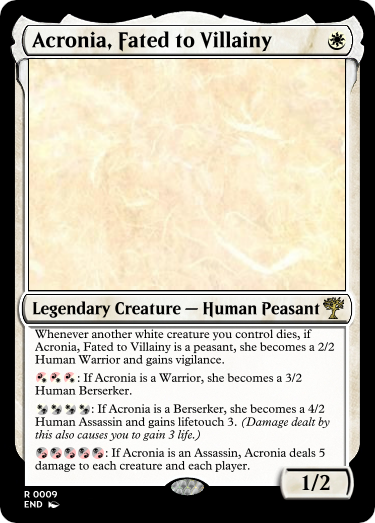 Acronia, Fated to Villainy
Legendary Creature — Human Peasant
Whenever another white creature you control dies, if
Acronia, Fated to Villainy is a peasant, she becomes a 2/2
Human Warrior and gains vigilance.
: If Acronia is a Warrior, she becomes a 3/2
Human Berserker.
: If Acronia is a Berserker, she becomes a 4/2
Human Assassin and gains lifetouch 3. (Damage dealt by
this also causes you to gain 3 life.)
: If Acronia is an Assassin, Acronia deals 5
damage to each creature and each player.
1/2
R 0009
END